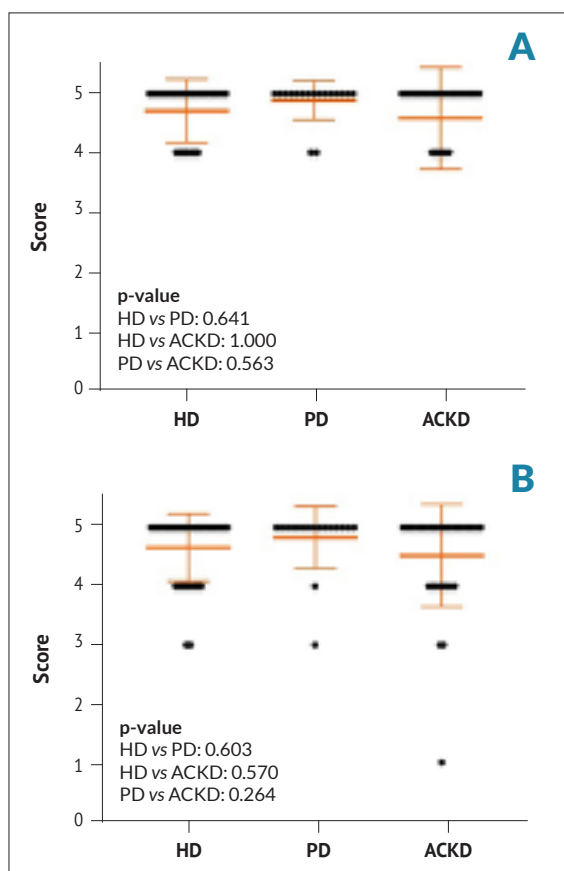 A
5
4
3
2
1
0
Score
p-value
HD vs PD: 0.641
HD vs ACKD: 1.000
PD vs ACKD: 0.563
HD PD ACKD
B
5
4
3
2
1
0
Score
p-value
HD vs PD: 0.603
HD vs ACKD: 0.570
PD vs ACKD: 0.264
HD PD ACKD